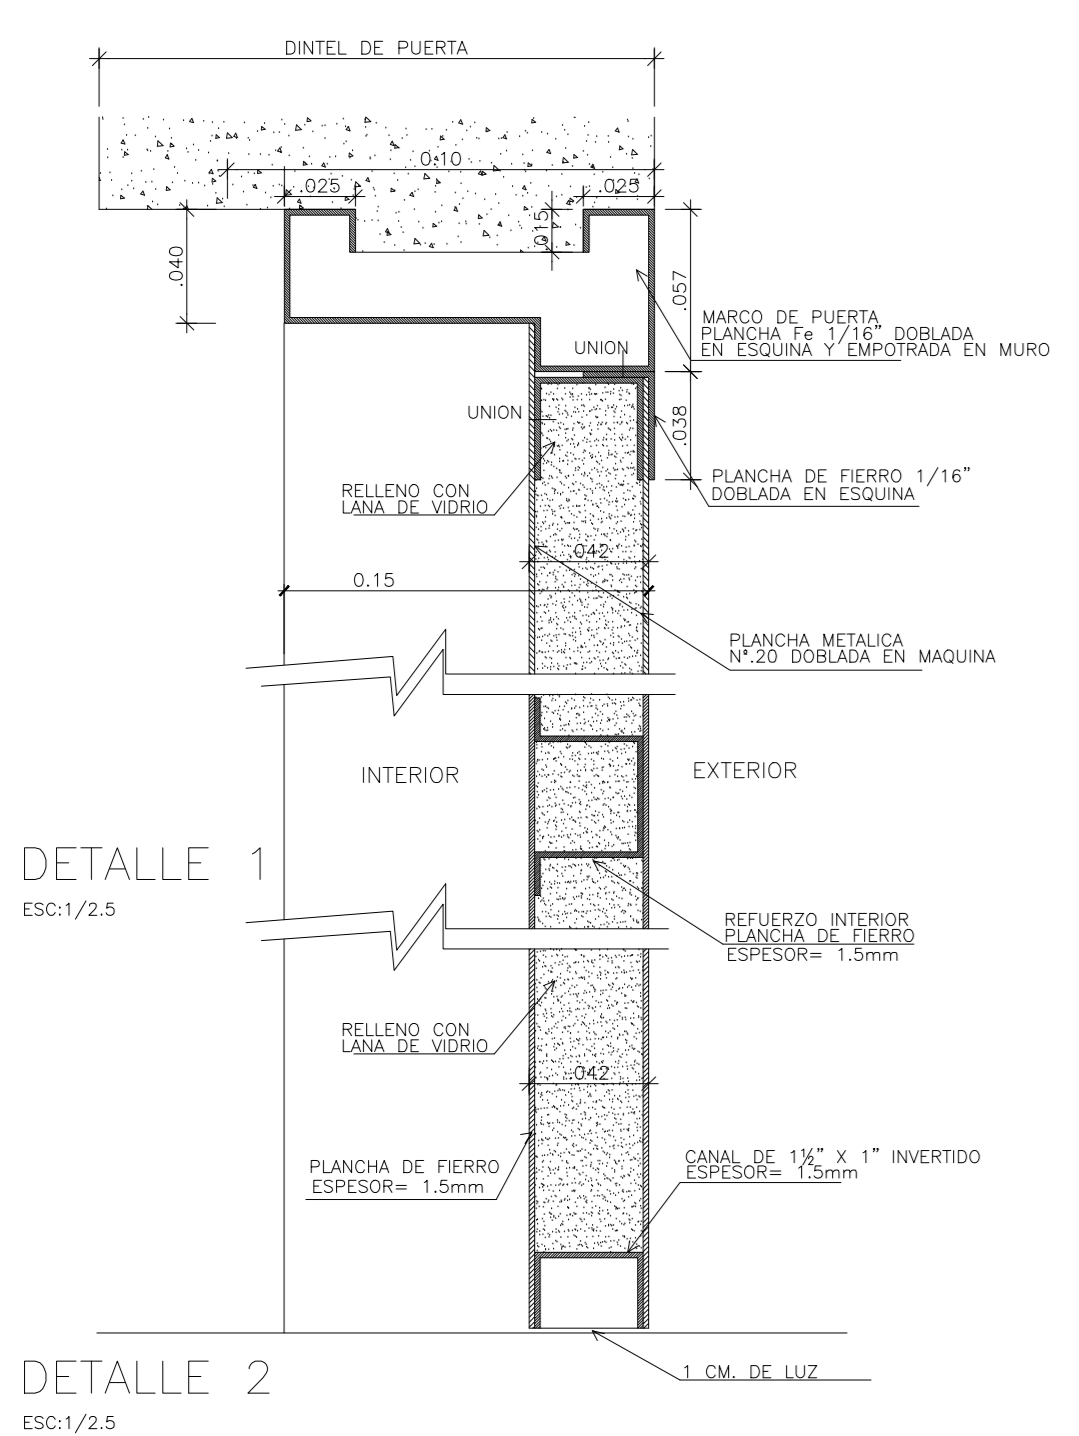 DINTEL DE PUERTA
0.10
.025
.025
.015
.040
.057
MARCO DE PUERTA
PLANCHA Fe 1/16" DOBLADA
EN ESQUINA Y EMPOTRADA EN MURO
UNION
UNION
.038
PLANCHA DE FIERRO 1/16"
DOBLADA EN ESQUINA
RELLENO CON
LANA DE VIDRIO
.042
0.15
PLANCHA METALICA
Nº.20 DOBLADA EN MAQUINA
INTERIOR
EXTERIOR
DETALLE 1
ESC:1/2.5
REFUERZO INTERIOR
PLANCHA DE FIERRO
ESPESOR= 1.5mm
RELLENO CON
LANA DE VIDRIO
.042
PLANCHA DE FIERRO
ESPESOR= 1.5mm
CANAL DE 1½" X 1" INVERTIDO
ESPESOR= 1.5mm
1 CM. DE LUZ
DETALLE 2
ESC:1/2.5